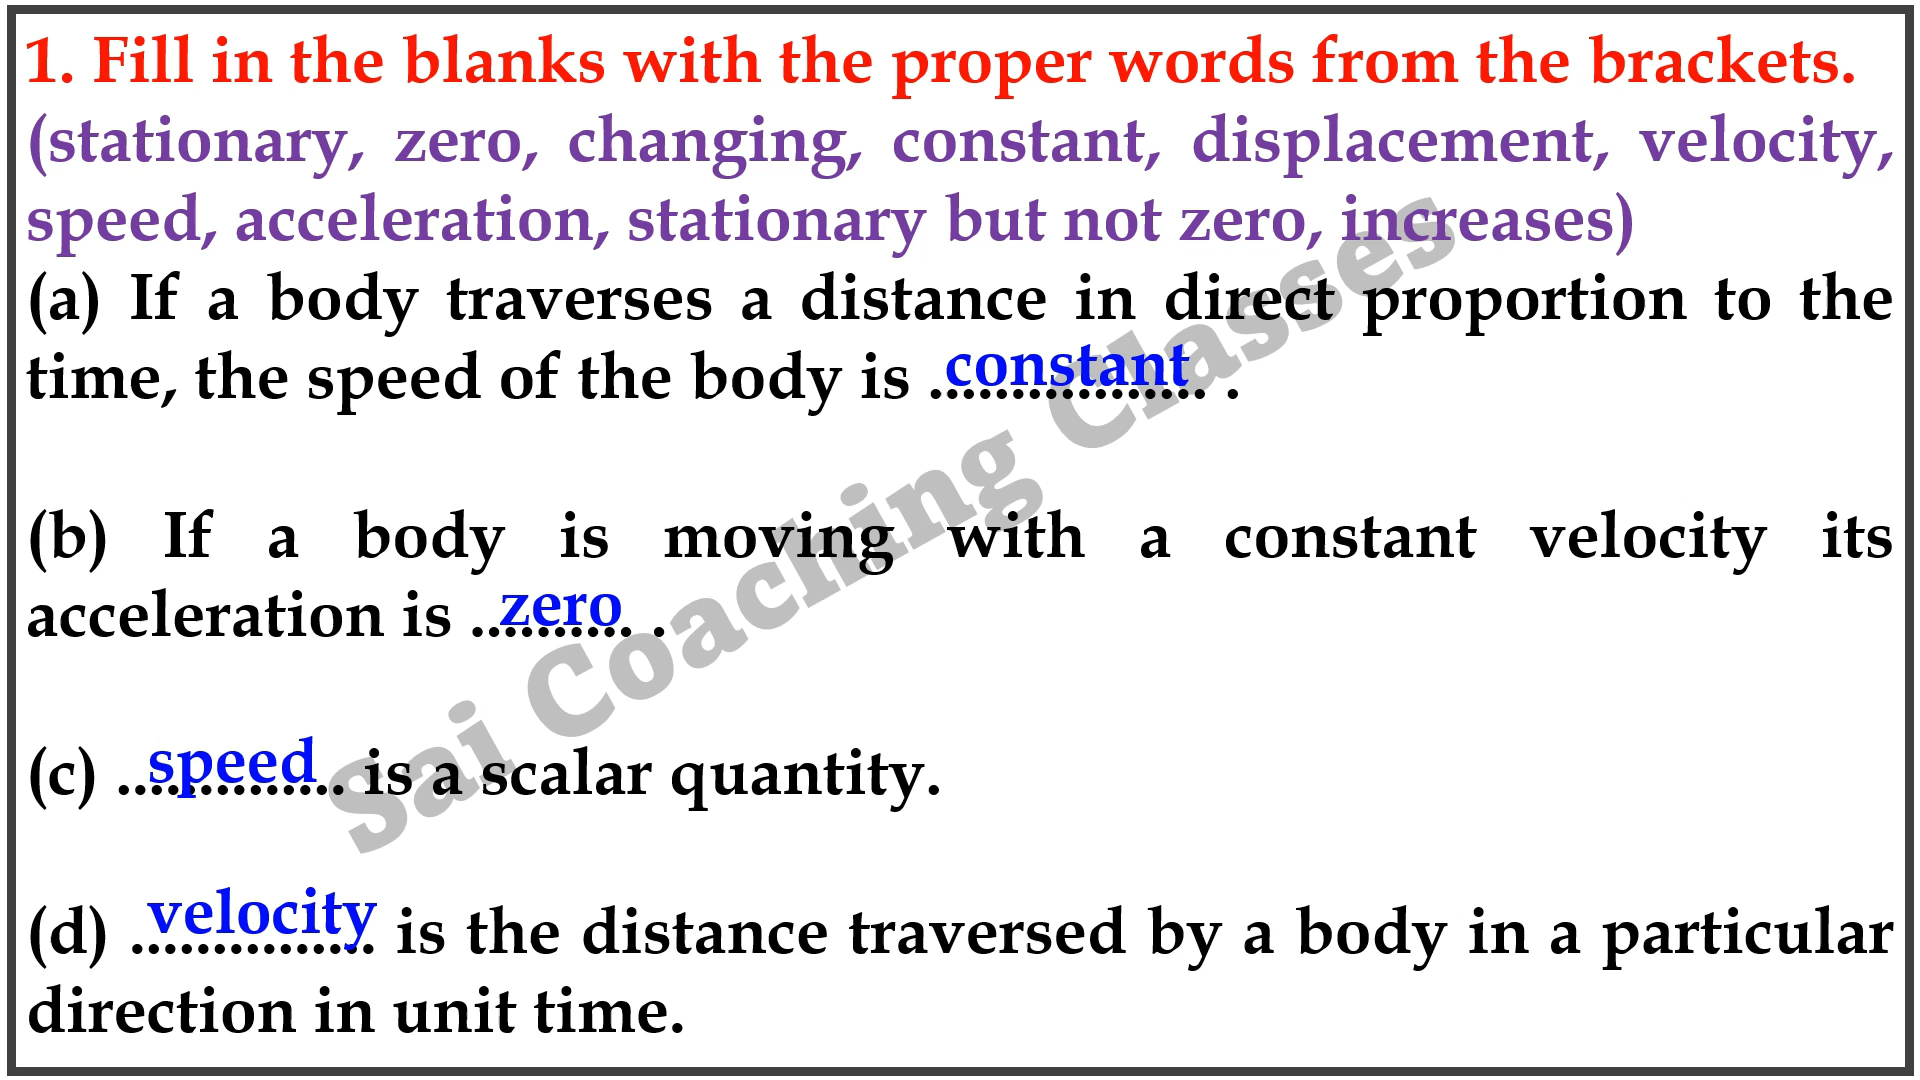 1. Fill in the blanks with the proper words from the brackets.
(stationary, zero, changing, constant, displacement, velocity,
speed, acceleration, stationary but not zero, increases)
(a) If a body traverses a distance in direct proportion to the
time, the speed of the body is .constant. .
(b) If a body is moving with a constant velocity its
acceleration is ..zero.. .
(c) ..speed.. is a scalar quantity.
(d) .velocity is the distance traversed by a body in a particular
direction in unit time.
Sai Coaching Classes